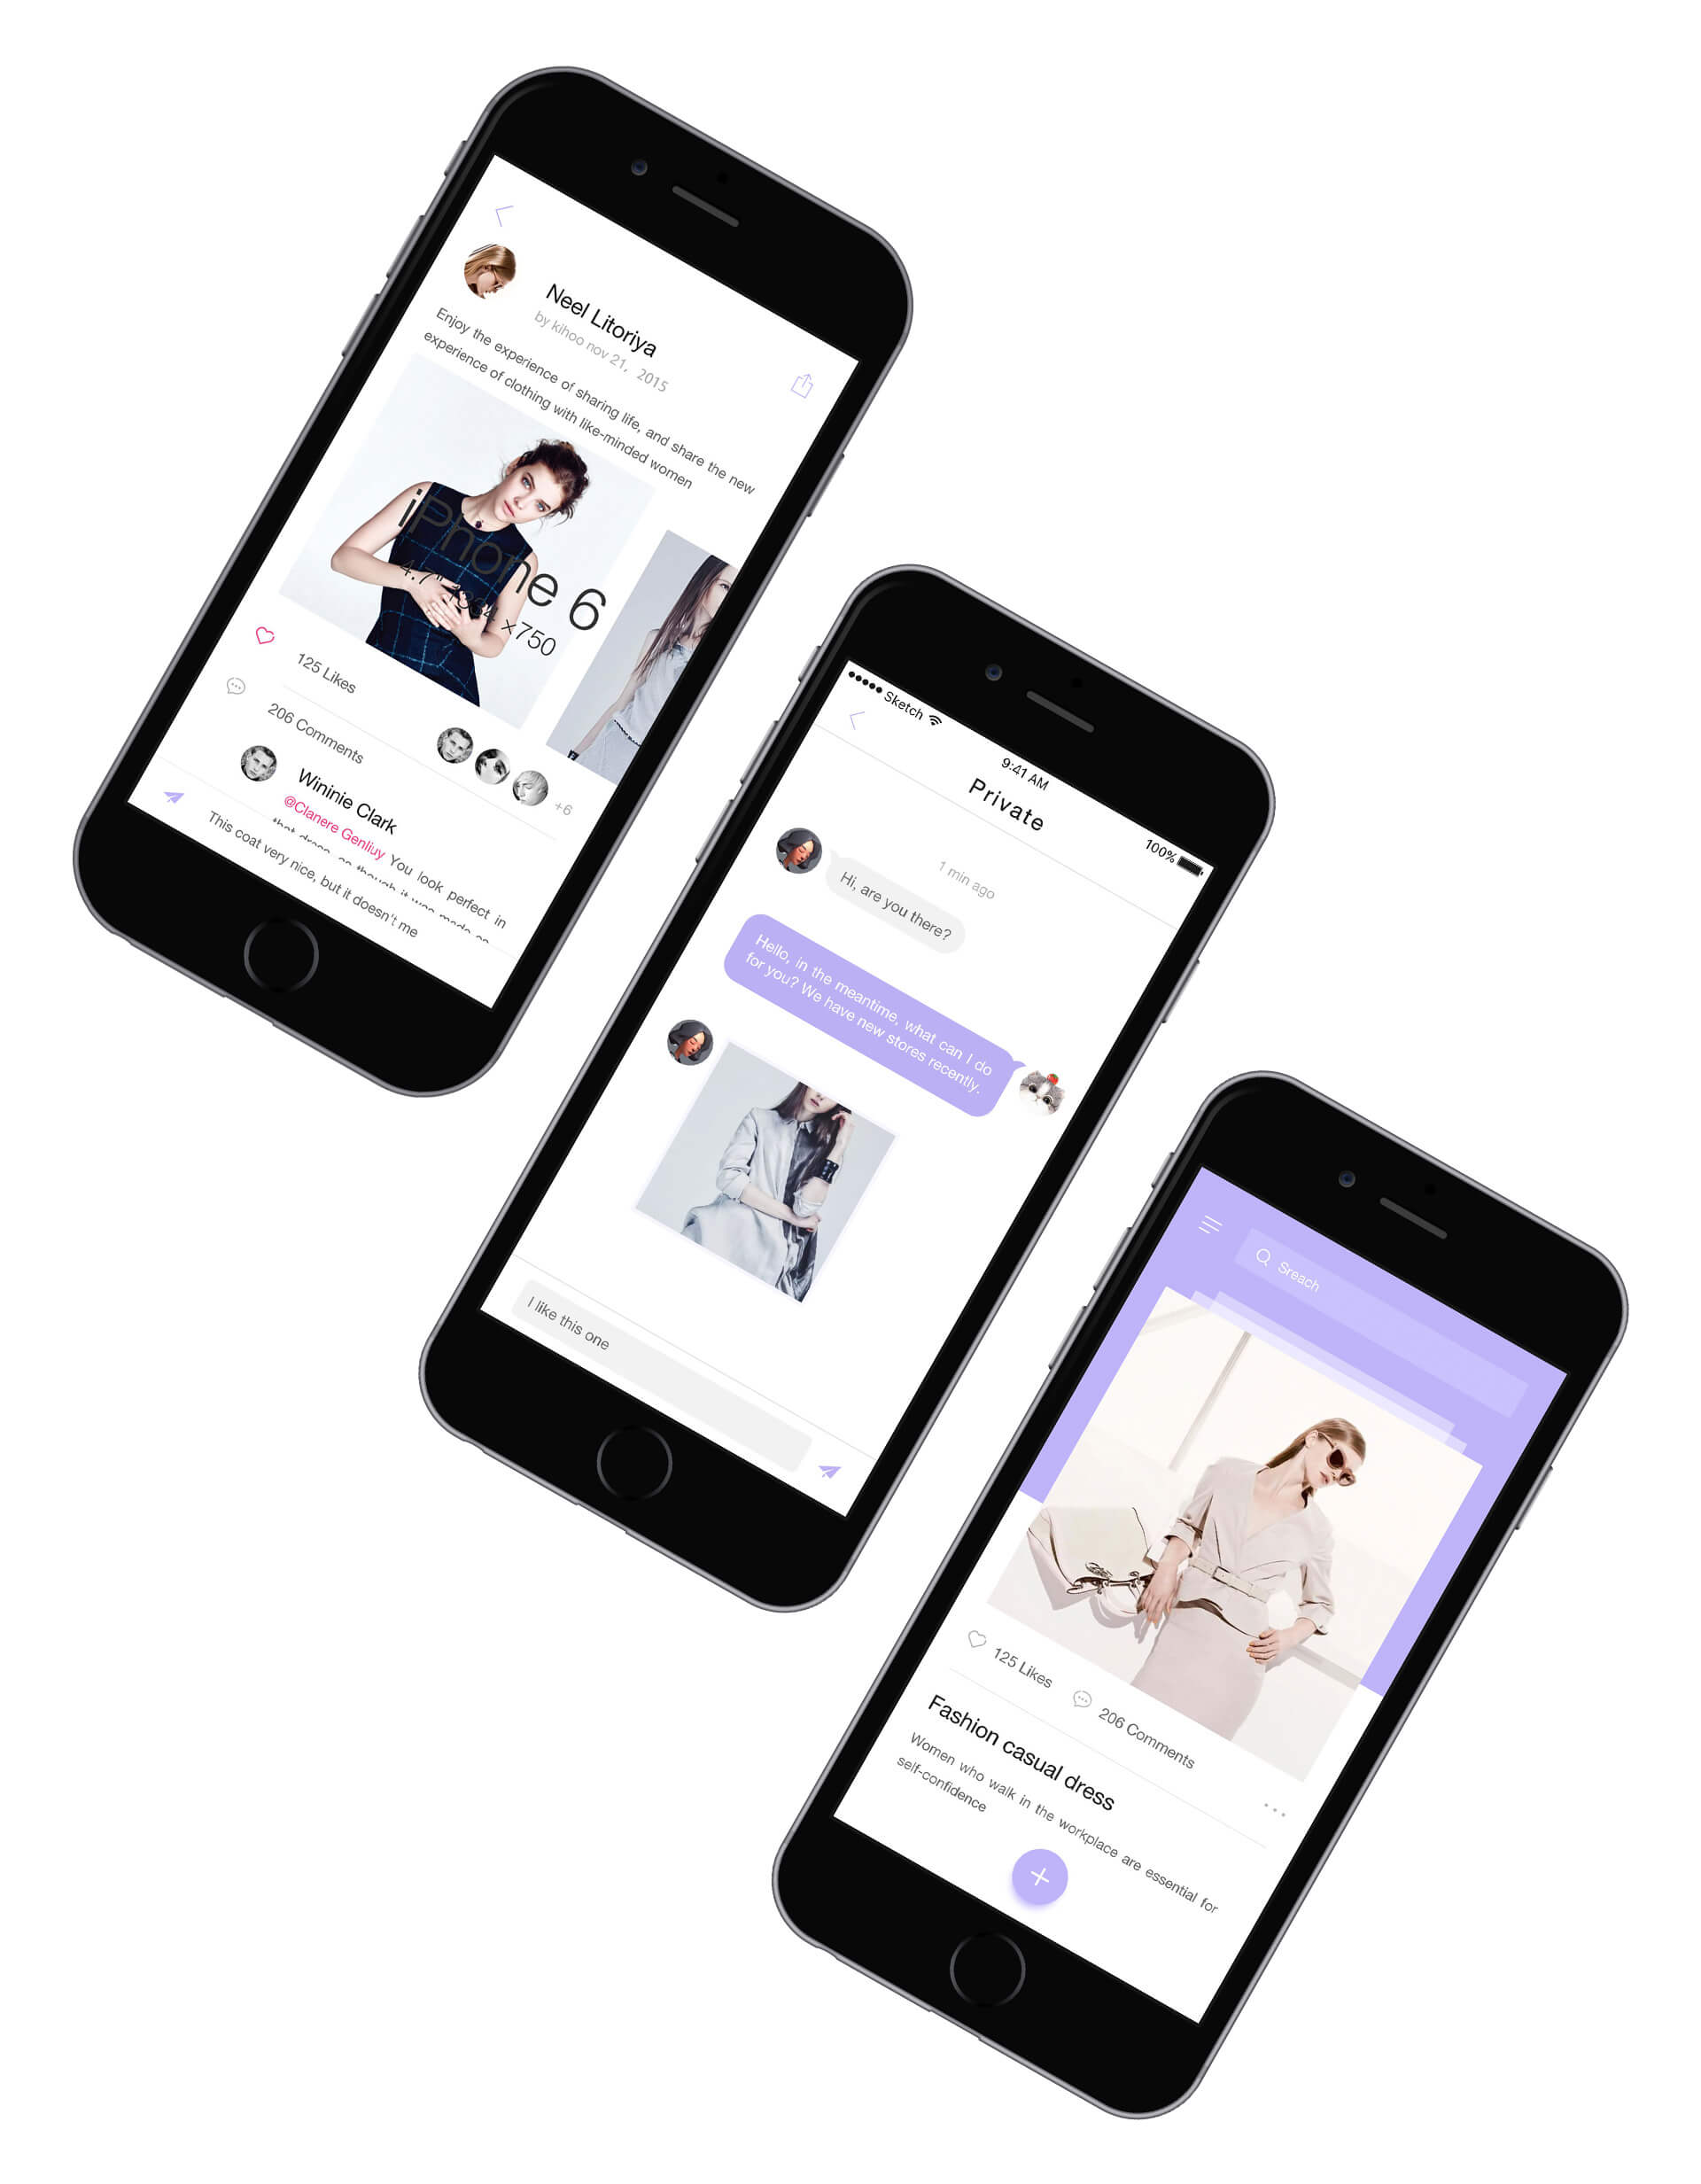 Neel Litoriya
by kihoo nov 21, 2015
Enjoy the experience of sharing life, and share the new
experience of clothing with like-minded women
iPhone 6
4.7" 1334×750
125 Likes
206 Comments
+6
Wininie Clark
@Clanere Genliuy You look perfect in
that dress, as though it was made as
This coat very nice, but it doesn't me
Sketch
9:41 AM
100%
Private
1 min ago
Hi, are you there?
Hello, in the meantime, what can I do
for you? We have new stores recently.
I like this one
Sreach
125 Likes
206 Comments
Fashion casual dress
Women who walk in the workplace are essential for
self-confidence